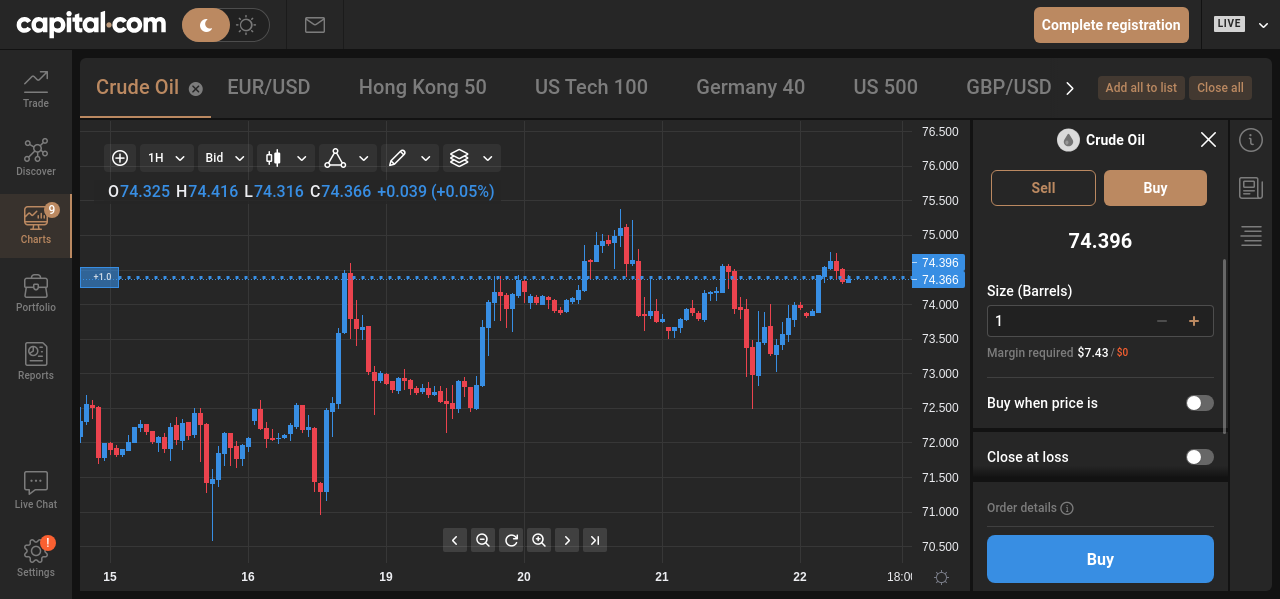 capital.com
Complete registration
LIVE
Trade
Discover
9
Charts
Portfolio
Reports
Live Chat
!
Settings
Crude Oil
EUR/USD
Hong Kong 50
US Tech 100
Germany 40
US 500
GBP/USD
Add all to list
Close all
1H
Bid
O74.325 H74.416 L74.316 C74.366 +0.039 (+0.05%)
+1.0
76.500
76.000
75.500
75.000
74.396
74.366
74.000
73.500
73.000
72.500
72.000
71.500
71.000
70.500
15
16
19
20
21
22
18:00
Crude Oil
Sell
Buy
74.396
Size (Barrels)
1
Margin required $7.43 / $0
Buy when price is
Close at loss
Order details
Buy